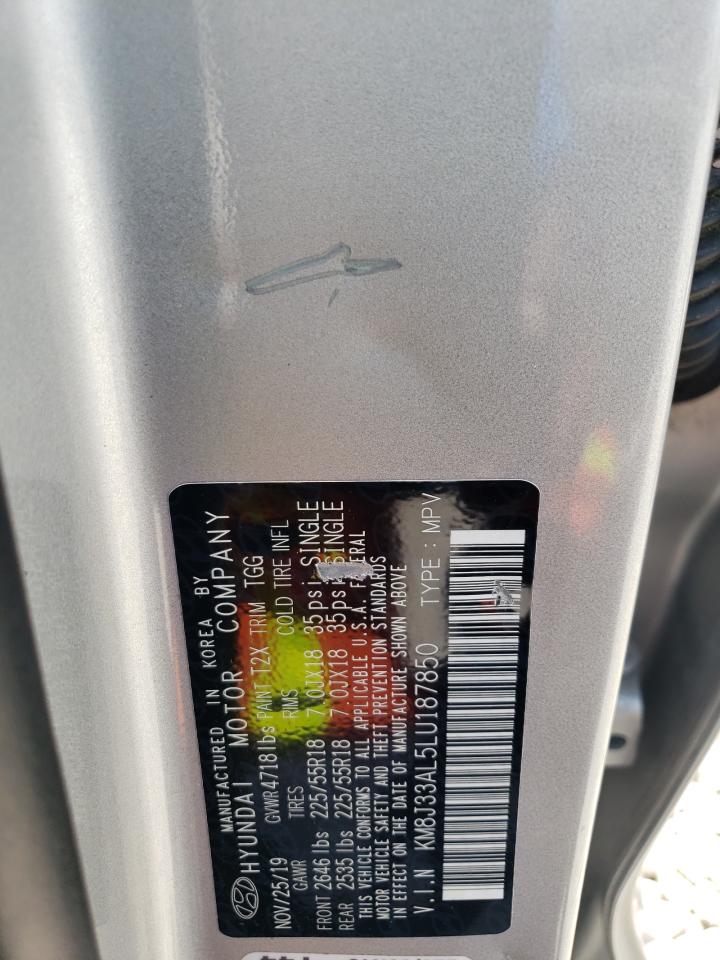 MANUFACTURED IN KOREA BY
HYUNDAI MOTOR COMPANY
NOV/25/19 GVWR 4718lbs PAINT T2X TRIM TGG
GAWR TIRES RIMS COLD TIRE INFL
FRONT 2646 lbs 225/55R18 7.0JX18 35psi SINGLE
REAR 2535 lbs 225/55R18 7.0JX18 35psi SINGLE
THIS VEHICLE CONFORMS TO ALL APPLICABLE U.S.A. FEDERAL
MOTOR VEHICLE SAFETY AND THEFT PREVENTION STANDARDS
IN EFFECT ON THE DATE OF MANUFACTURE SHOWN ABOVE
V.I.N KM8J33AL5LU187850 TYPE : MPV